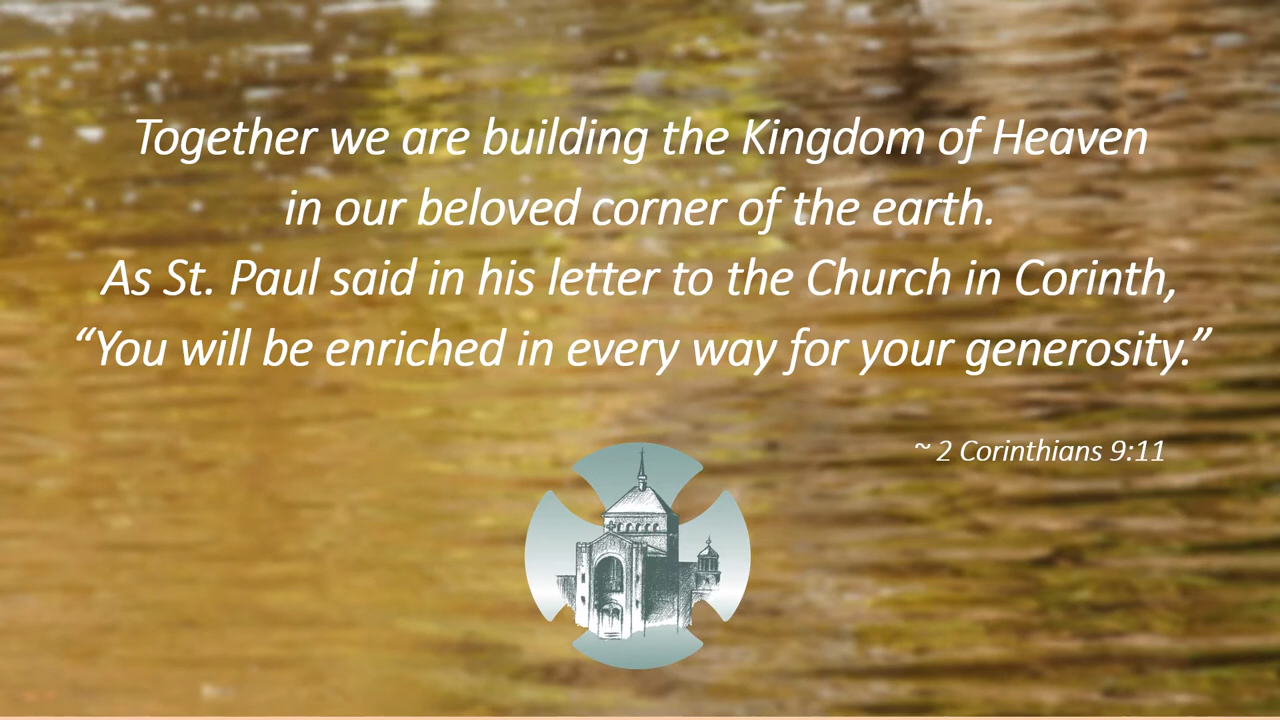 Together we are building the Kingdom of Heaven
in our beloved corner of the earth.
As St. Paul said in his letter to the Church in Corinth,
“You will be enriched in every way for your generosity.”
~ 2 Corinthians 9:11